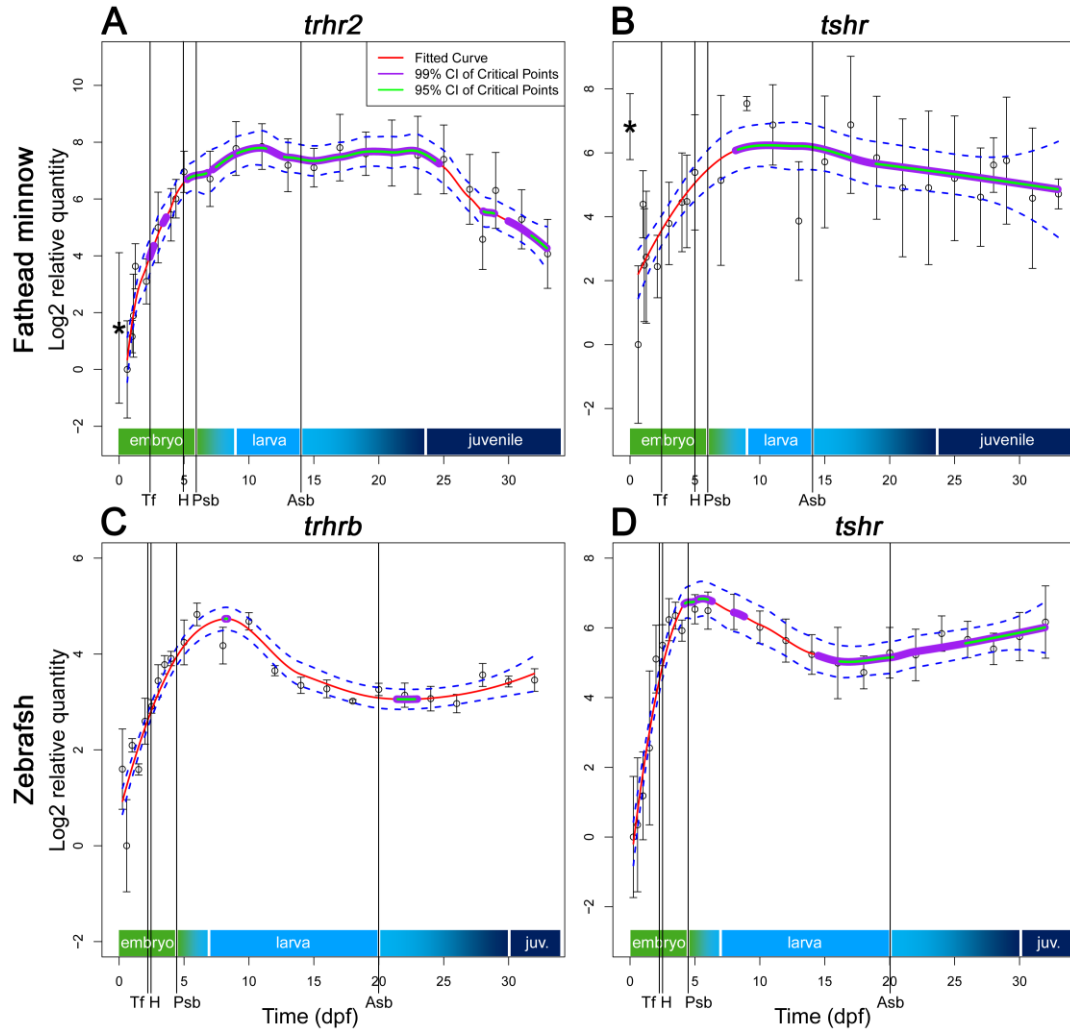 A
trhr2
B
tshr
Fathead minnow
Log2 relative quantity
Fitted Curve
99% CI of Critical Points
95% CI of Critical Points
10
8
6
4
2
0
-2
*
embryo
larva
juvenile
0 5 10 15 20 25 30
Tf H Psb Asb
8
6
4
2
0
-2
*
embryo
larva
juvenile
0 5 10 15 20 25 30
Tf H Psb Asb
C
trhrb
D
tshr
Zebrafsh
Log2 relative quantity
6
4
2
0
-2
embryo
larva
juv.
0 5 10 15 20 25 30
Tf H Psb Asb
Time (dpf)
8
6
4
2
0
-2
embryo
larva
juv.
0 5 10 15 20 25 30
Tf H Psb Asb
Time (dpf)